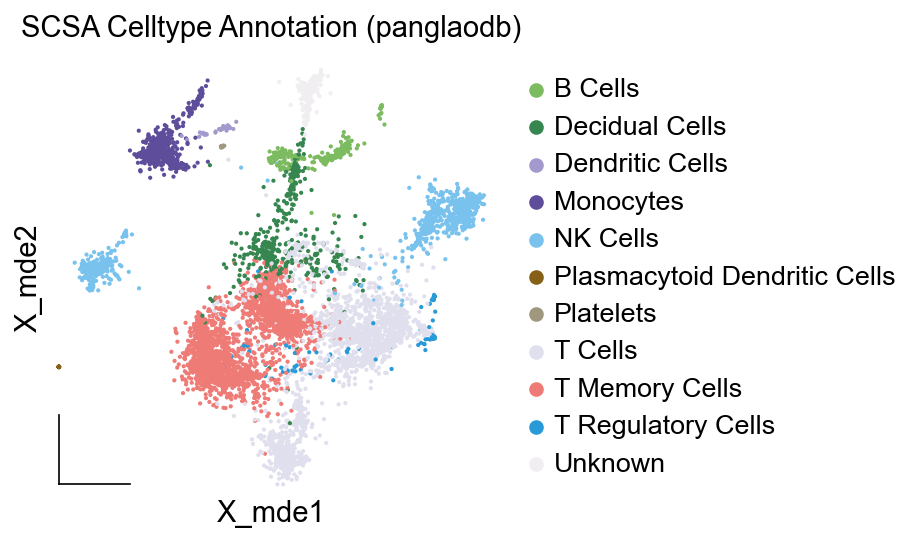 SCSA Celltype Annotation (panglaodb)
B Cells
Decidual Cells
Dendritic Cells
Monocytes
NK Cells
Plasmacytoid Dendritic Cells
Platelets
T Cells
T Memory Cells
T Regulatory Cells
Unknown
X_mde2
X_mde1